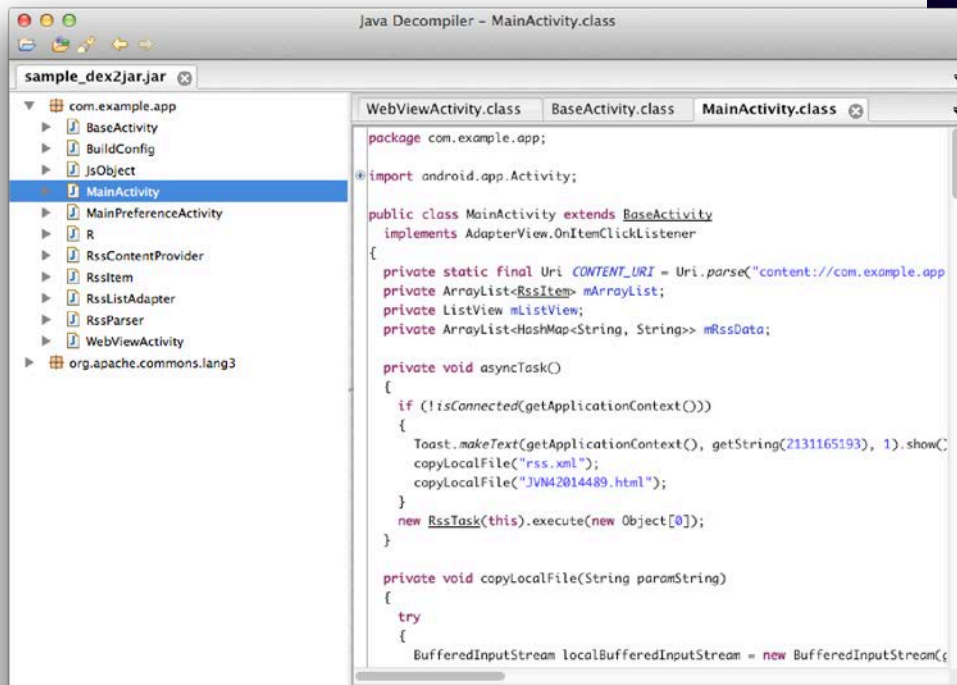 Java Decompiler – MainActivity.class
sample_dex2jar.jar
com.example.app
BaseActivity
BuildConfig
JsObject
MainActivity
MainPreferenceActivity
R
RssContentProvider
RssItem
RssListAdapter
RssParser
WebViewActivity
org.apache.commons.lang3
WebViewActivity.class BaseActivity.class MainActivity.class
package com.example.app;
import android.app.Activity;
public class MainActivity extends BaseActivity
implements AdapterView.OnItemClickListener
{
private static final Uri CONTENT_URI = Uri.parse("content://com.example.app
private ArrayList<RssItem> mArrayList;
private ListView mListView;
private ArrayList<HashMap<String, String>> mRssData;
private void asyncTask()
{
if (!isConnected(getApplicationContext()))
{
Toast.makeText(getApplicationContext(), getString(2131165193), 1).show()
copyLocalFile("rss.xml");
copyLocalFile("JVN42014489.html");
}
new RssTask(this).execute(new Object[0]);
}
private void copyLocalFile(String paramString)
{
try
{
BufferedInputStream localBufferedInputStream = new BufferedInputStream(